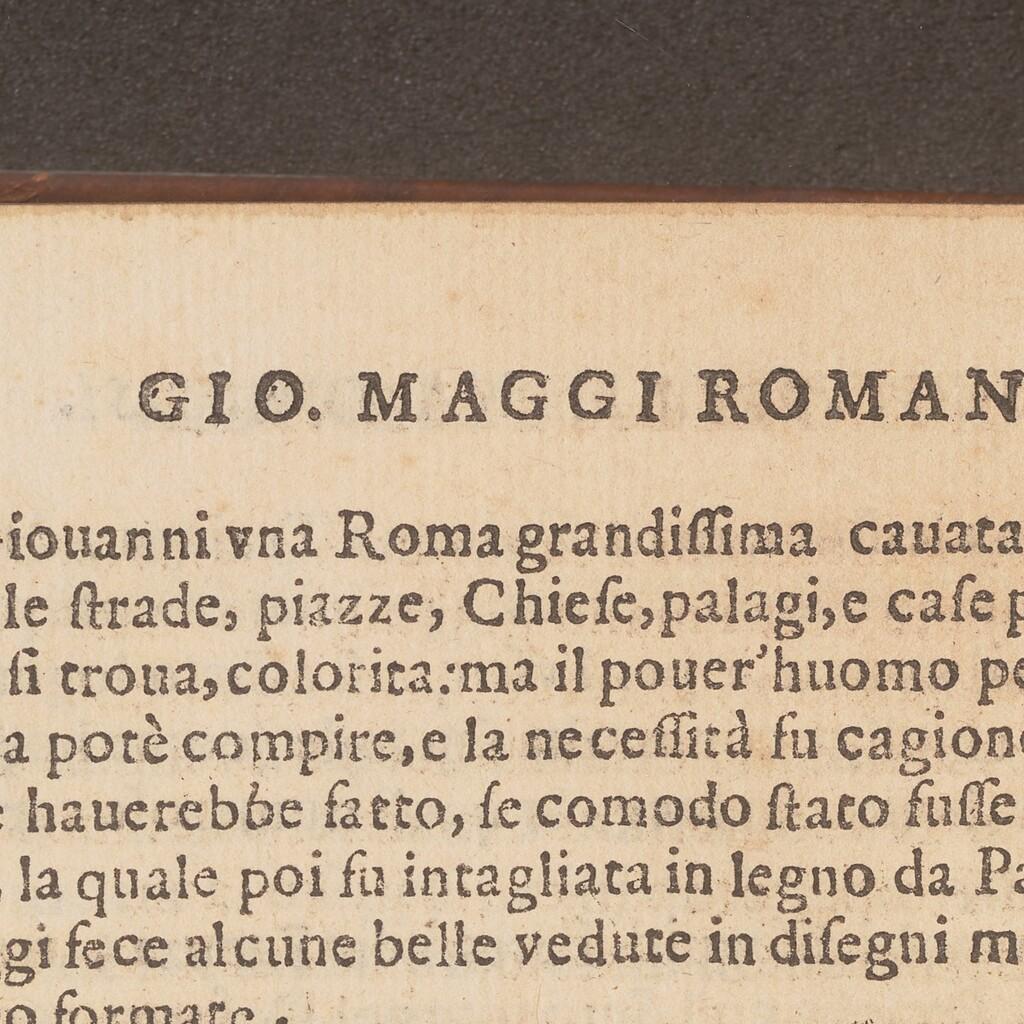 GIO. MAGGI ROMAN
iouanni vna Roma grandiſſima cauata
le ſtrade, piazze, Chieſe, palagi, e caſe p
ſi troua, colorita: ma il pouer'huomo pe
a potè compire, e la neceſſità fu cagion
hauerebbe fatto, ſe comodo ſtato fuſſe
la quale poi fu intagliata in legno da Pa
gi fece alcune belle vedute in diſegni m
o formare.